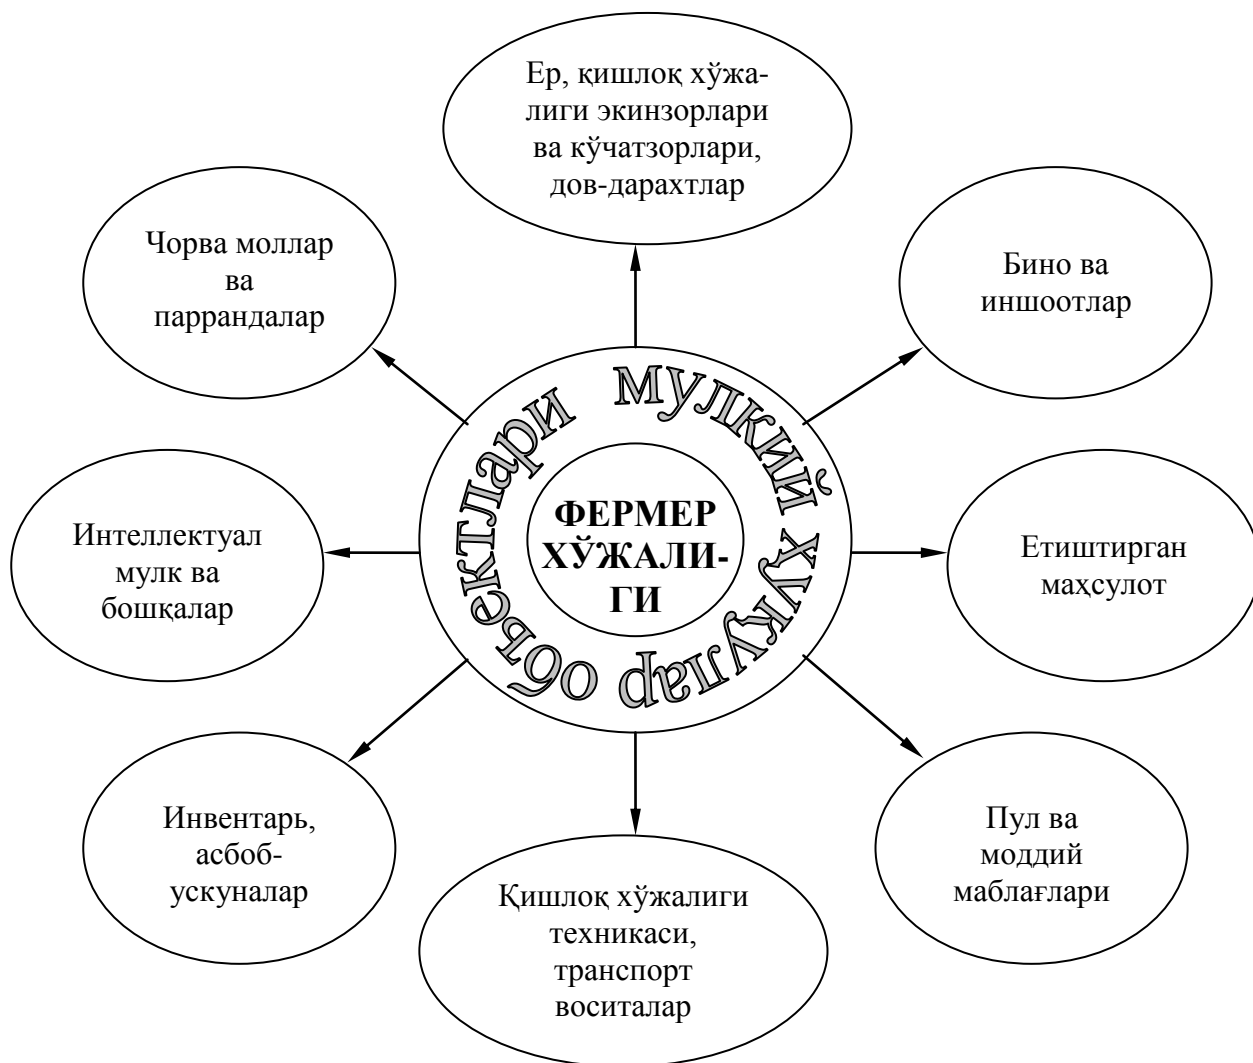 Ер, қишлоқ хўжа-
лиги экинзорлари
ва кўчатзорлари,
дов-дарахтлар
Чорва моллар
ва
паррандалар
Бино ва
иншоотлар
мулкий ҳуқулар объектлари
ФЕРМЕР
ХЎЖАЛИ-
ГИ
Интеллектуал
мулк ва
бошқалар
Етиштирган
маҳсулот
Инвентарь,
асбоб-
ускуналар
Пул ва
моддий
маблағлари
Қишлоқ хўжалиги
техникаси,
транспорт
воситалар